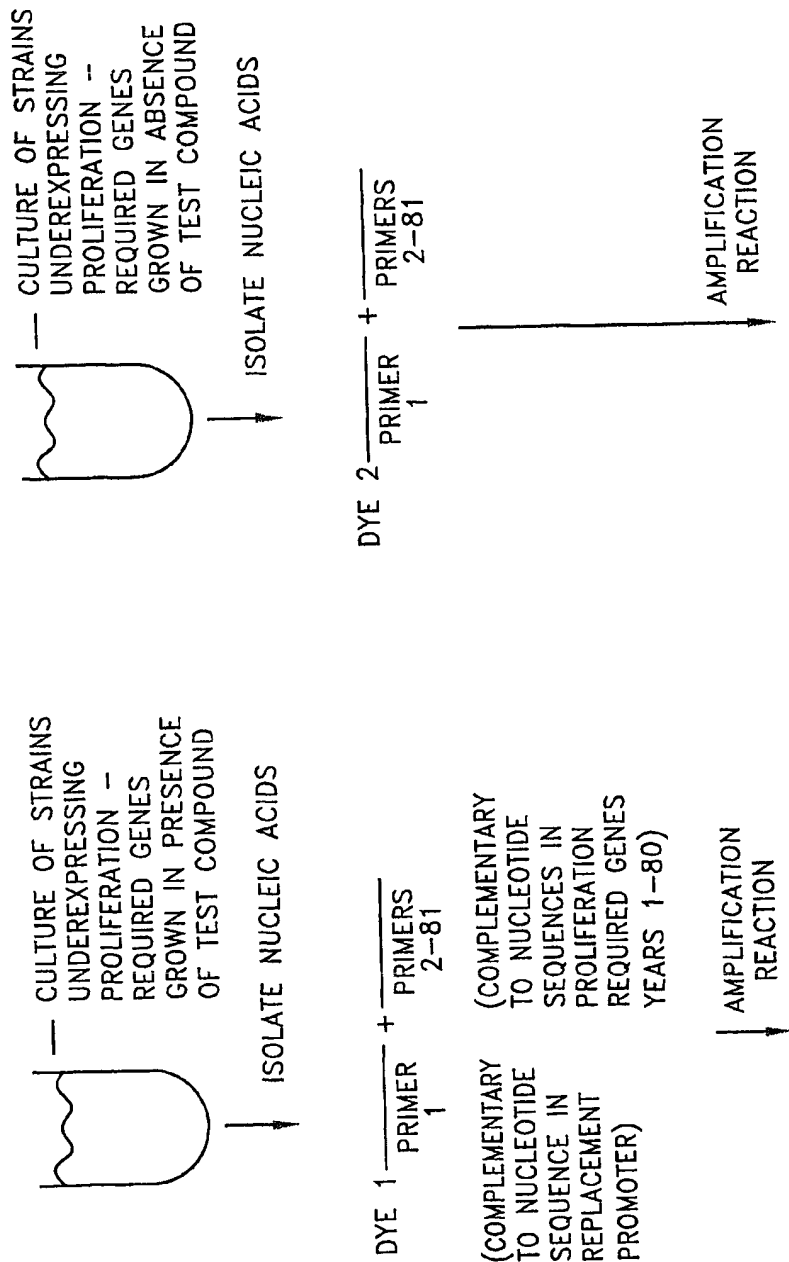 — CULTURE OF STRAINS
UNDEREXPRESSING
PROLIFERATION –
REQUIRED GENES
GROWN IN PRESENCE
OF TEST COMPOUND
ISOLATE NUCLEIC ACIDS
DYE 1 PRIMER 1 + PRIMERS 2–81
(COMPLEMENTARY
TO NUCLEOTIDE
SEQUENCE IN
REPLACEMENT
PROMOTER)
(COMPLEMENTARY
TO NUCLEOTIDE
SEQUENCES IN
PROLIFERATION
REQUIRED GENES
YEARS 1–80)
AMPLIFICATION
REACTION
— CULTURE OF STRAINS
UNDEREXPRESSING
PROLIFERATION –
REQUIRED GENES
GROWN IN ABSENCE
OF TEST COMPOUND
ISOLATE NUCLEIC ACIDS
DYE 2 PRIMER 1 + PRIMERS 2–81
AMPLIFICATION
REACTION